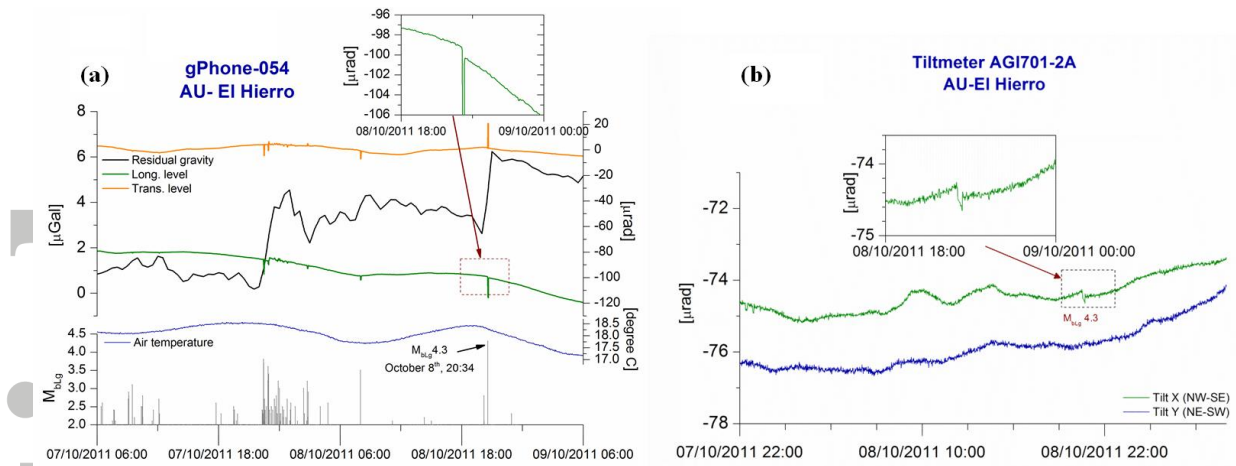 (a)
gPhone-054
AU- El Hierro
-96
-98
-100
-102
-104
-106
[µrad]
08/10/2011 18:00
09/10/2011 00:00
8
6
4
2
0
[µGal]
Residual gravity
Long. level
Trans. level
20
0
-20
-40
-60
-80
-100
-120
[µrad]
4.5
4.0
3.5
3.0
2.5
2.0
MbLg
Air temperature
MbLg 4.3
October 8th, 20:34
18.5
18.0
17.5
17.0
[degree C]
07/10/2011 06:00
07/10/2011 18:00
08/10/2011 06:00
08/10/2011 18:00
09/10/2011 06:00
(b)
Tiltmeter AGI701-2A
AU-El Hierro
-74
-75
[µrad]
08/10/2011 18:00
09/10/2011 00:00
-72
-74
-76
-78
[µrad]
MbLg 4.3
Tilt X (NW-SE)
Tilt Y (NE-SW)
07/10/2011 22:00
08/10/2011 10:00
08/10/2011 22:00